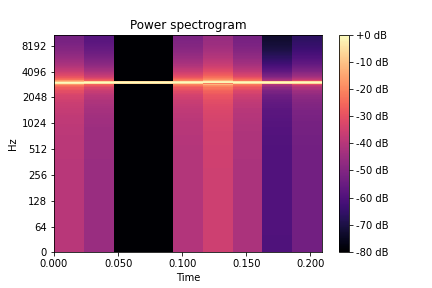 Power spectrogram
8192
4096
2048
1024
512
256
128
64
0
Hz
0.000 0.050 0.100 0.150 0.200
Time
+0 dB
-10 dB
-20 dB
-30 dB
-40 dB
-50 dB
-60 dB
-70 dB
-80 dB